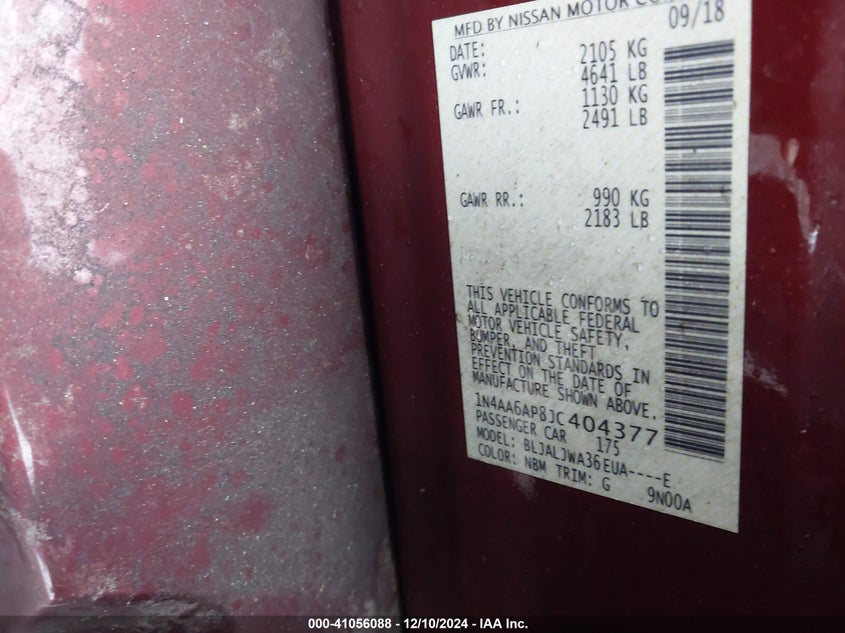 MFD BY NISSAN MOTOR CO
DATE: 09/18
GVWR: 2105 KG
4641 LB
GAWR FR.: 1130 KG
2491 LB
GAWR RR.: 990 KG
2183 LB
THIS VEHICLE CONFORMS TO
ALL APPLICABLE FEDERAL
MOTOR VEHICLE SAFETY,
BUMPER, AND THEFT
PREVENTION STANDARDS IN
EFFECT ON THE DATE OF
MANUFACTURE SHOWN ABOVE.
1N4AA6AP8JC404377
PASSENGER CAR 175
MODEL: BLJALJWA36EUA----E
COLOR: NBM TRIM: G 9N00A
000-41056088 - 12/10/2024 - IAA Inc.